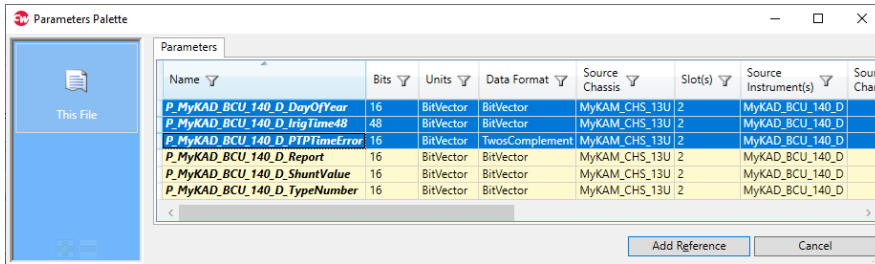 Parameters Palette
This File
Parameters
Name Bits Units Data Format Source Chassis Slot(s) Source Instrument(s) Sour Char
P_MyKAD_BCU_140_D_DayOfYear 16 BitVector BitVector MyKAM_CHS_13U 2 MyKAD_BCU_140_D
P_MyKAD_BCU_140_D_IrigTime48 48 BitVector BitVector MyKAM_CHS_13U 2 MyKAD_BCU_140_D
P_MyKAD_BCU_140_D_PTPTimeError 16 BitVector TwosComplement MyKAM_CHS_13U 2 MyKAD_BCU_140_D
P_MyKAD_BCU_140_D_Report 16 BitVector BitVector MyKAM_CHS_13U 2 MyKAD_BCU_140_D
P_MyKAD_BCU_140_D_ShuntValue 16 BitVector BitVector MyKAM_CHS_13U 2 MyKAD_BCU_140_D
P_MyKAD_BCU_140_D_TypeNumber 16 BitVector BitVector MyKAM_CHS_13U 2 MyKAD_BCU_140_D
Add Reference Cancel